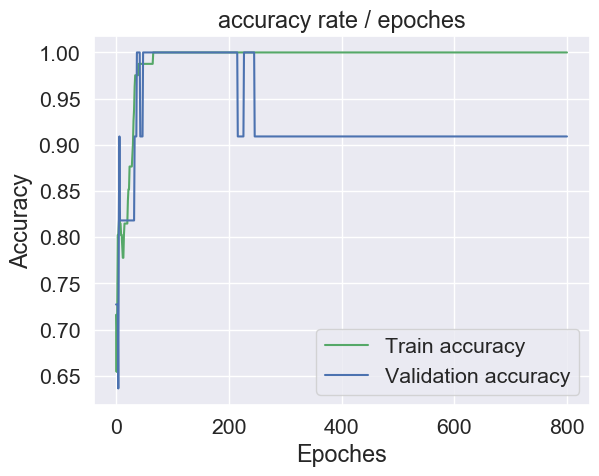 accuracy rate / epoches
1.00
0.95
0.90
0.85
0.80
0.75
0.70
0.65
Accuracy
Train accuracy
Validation accuracy
0 200 400 600 800
Epoches